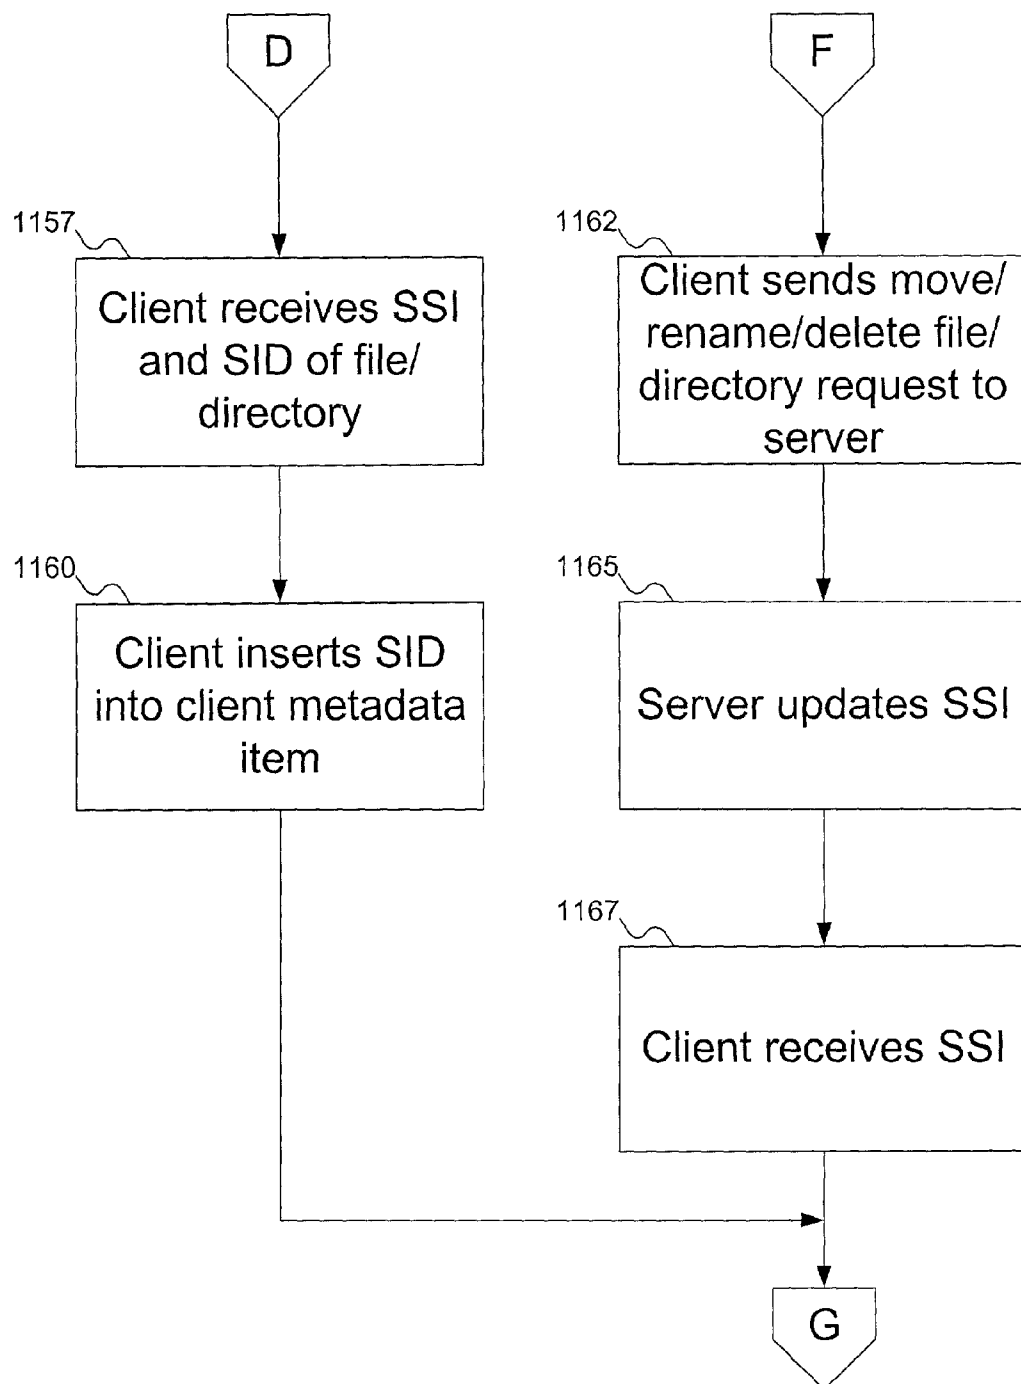 D
F
1157
Client receives SSI
and SID of file/
directory
1162
Client sends move/
rename/delete file/
directory request to
server
1160
Client inserts SID
into client metadata
item
1165
Server updates SSI
1167
Client receives SSI
G